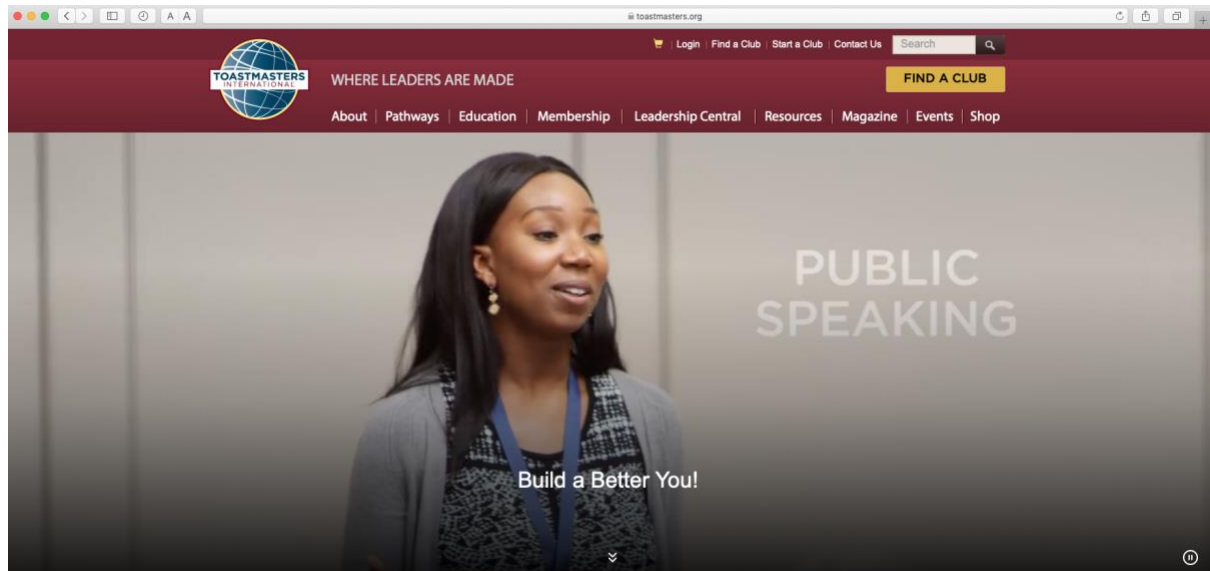 A A
toastmasters.org
Login Find a Club Start a Club Contact Us
Search
TOASTMASTERS
INTERNATIONAL
WHERE LEADERS ARE MADE
FIND A CLUB
About Pathways Education Membership Leadership Central Resources Magazine Events Shop
PUBLIC
SPEAKING
Build a Better You!